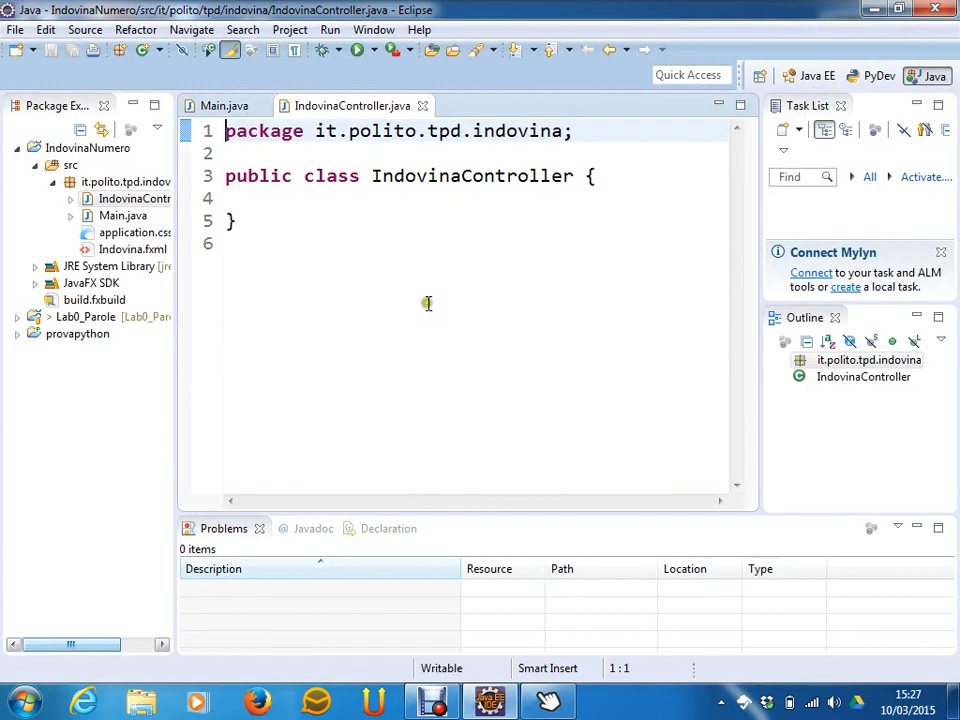 Java - IndovinaNumero/src/it/polito/tpd/indovina/IndovinaController.java - Eclipse
File Edit Source Refactor Navigate Search Project Run Window Help
Quick Access
Java EE
PyDev
Java
Package Ex...
IndovinaNumero
src
it.polito.tpd.indov
IndovinaContr
Main.java
application.css
Indovina.fxml
JRE System Library [jre
JavaFX SDK
build.fxbuild
> Lab0_Parole [Lab0_Paro
provapython
Main.java
IndovinaController.java
1 package it.polito.tpd.indovina;
2
3 public class IndovinaController {
4
5 }
6
Task List
Find
All
Activate...
Connect Mylyn
Connect to your task and ALM
tools or create a local task.
Outline
it.polito.tpd.indovina
IndovinaController
Problems @ Javadoc Declaration
0 items
Description Resource Path Location Type
Writable Smart Insert 1 : 1
Java EE
IDE
15:27
10/03/2015